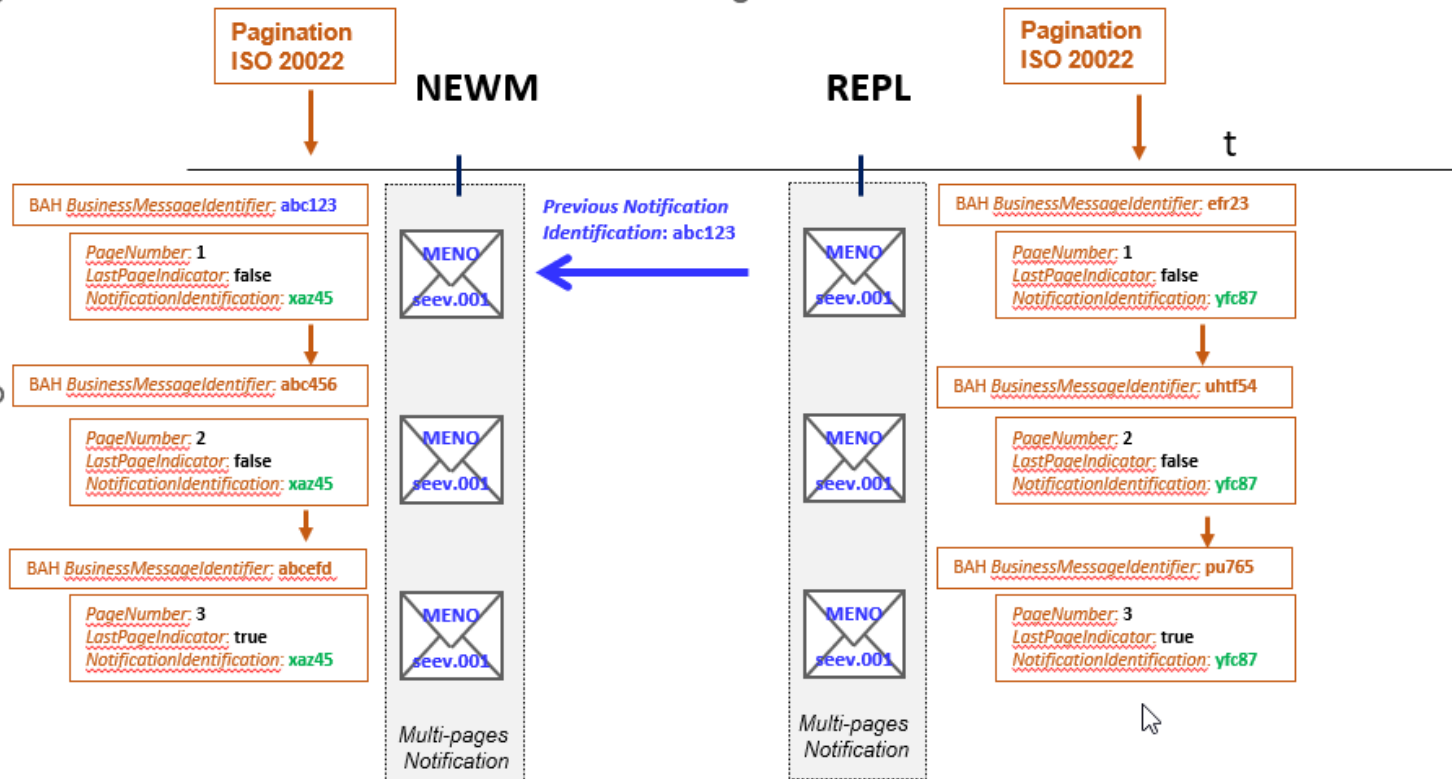 Pagination
ISO 20022
NEWM
REPL
Pagination
ISO 20022
t
BAH BusinessMessageIdentifier: abc123
PageNumber: 1
LastPageIndicator: false
NotificationIdentification: xaz45
BAH BusinessMessageIdentifier: abc456
PageNumber: 2
LastPageIndicator: false
NotificationIdentification: xaz45
BAH BusinessMessageIdentifier: abcefd
PageNumber: 3
LastPageIndicator: true
NotificationIdentification: xaz45
MENO
seev.001
MENO
seev.001
MENO
seev.001
Multi-pages
Notification
Previous Notification
Identification: abc123
MENO
seev.001
MENO
seev.001
MENO
seev.001
Multi-pages
Notification
BAH BusinessMessageIdentifier: efr23
PageNumber: 1
LastPageIndicator: false
NotificationIdentification: yfc87
BAH BusinessMessageIdentifier: uhtf54
PageNumber: 2
LastPageIndicator: false
NotificationIdentification: yfc87
BAH BusinessMessageIdentifier: pu765
PageNumber: 3
LastPageIndicator: true
NotificationIdentification: yfc87